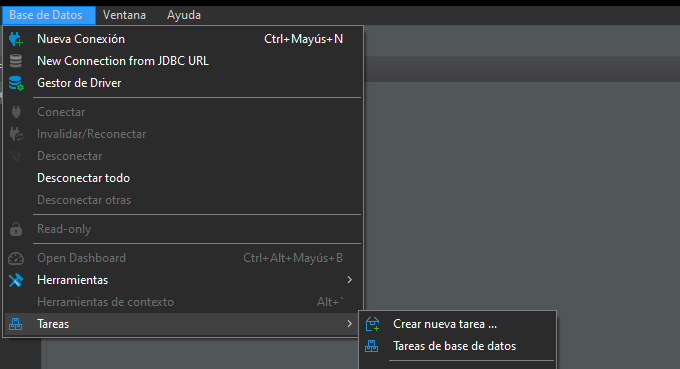 Base de Datos Ventana Ayuda
Nueva Conexión Ctrl+Mayús+N
New Connection from JDBC URL
Gestor de Driver
Conectar
Invalidar/Reconectar
Desconectar
Desconectar todo
Desconectar otras
Read-only
Open Dashboard Ctrl+Alt+Mayús+B
Herramientas
Herramientas de contexto Alt+`
Tareas
Crear nueva tarea ...
Tareas de base de datos